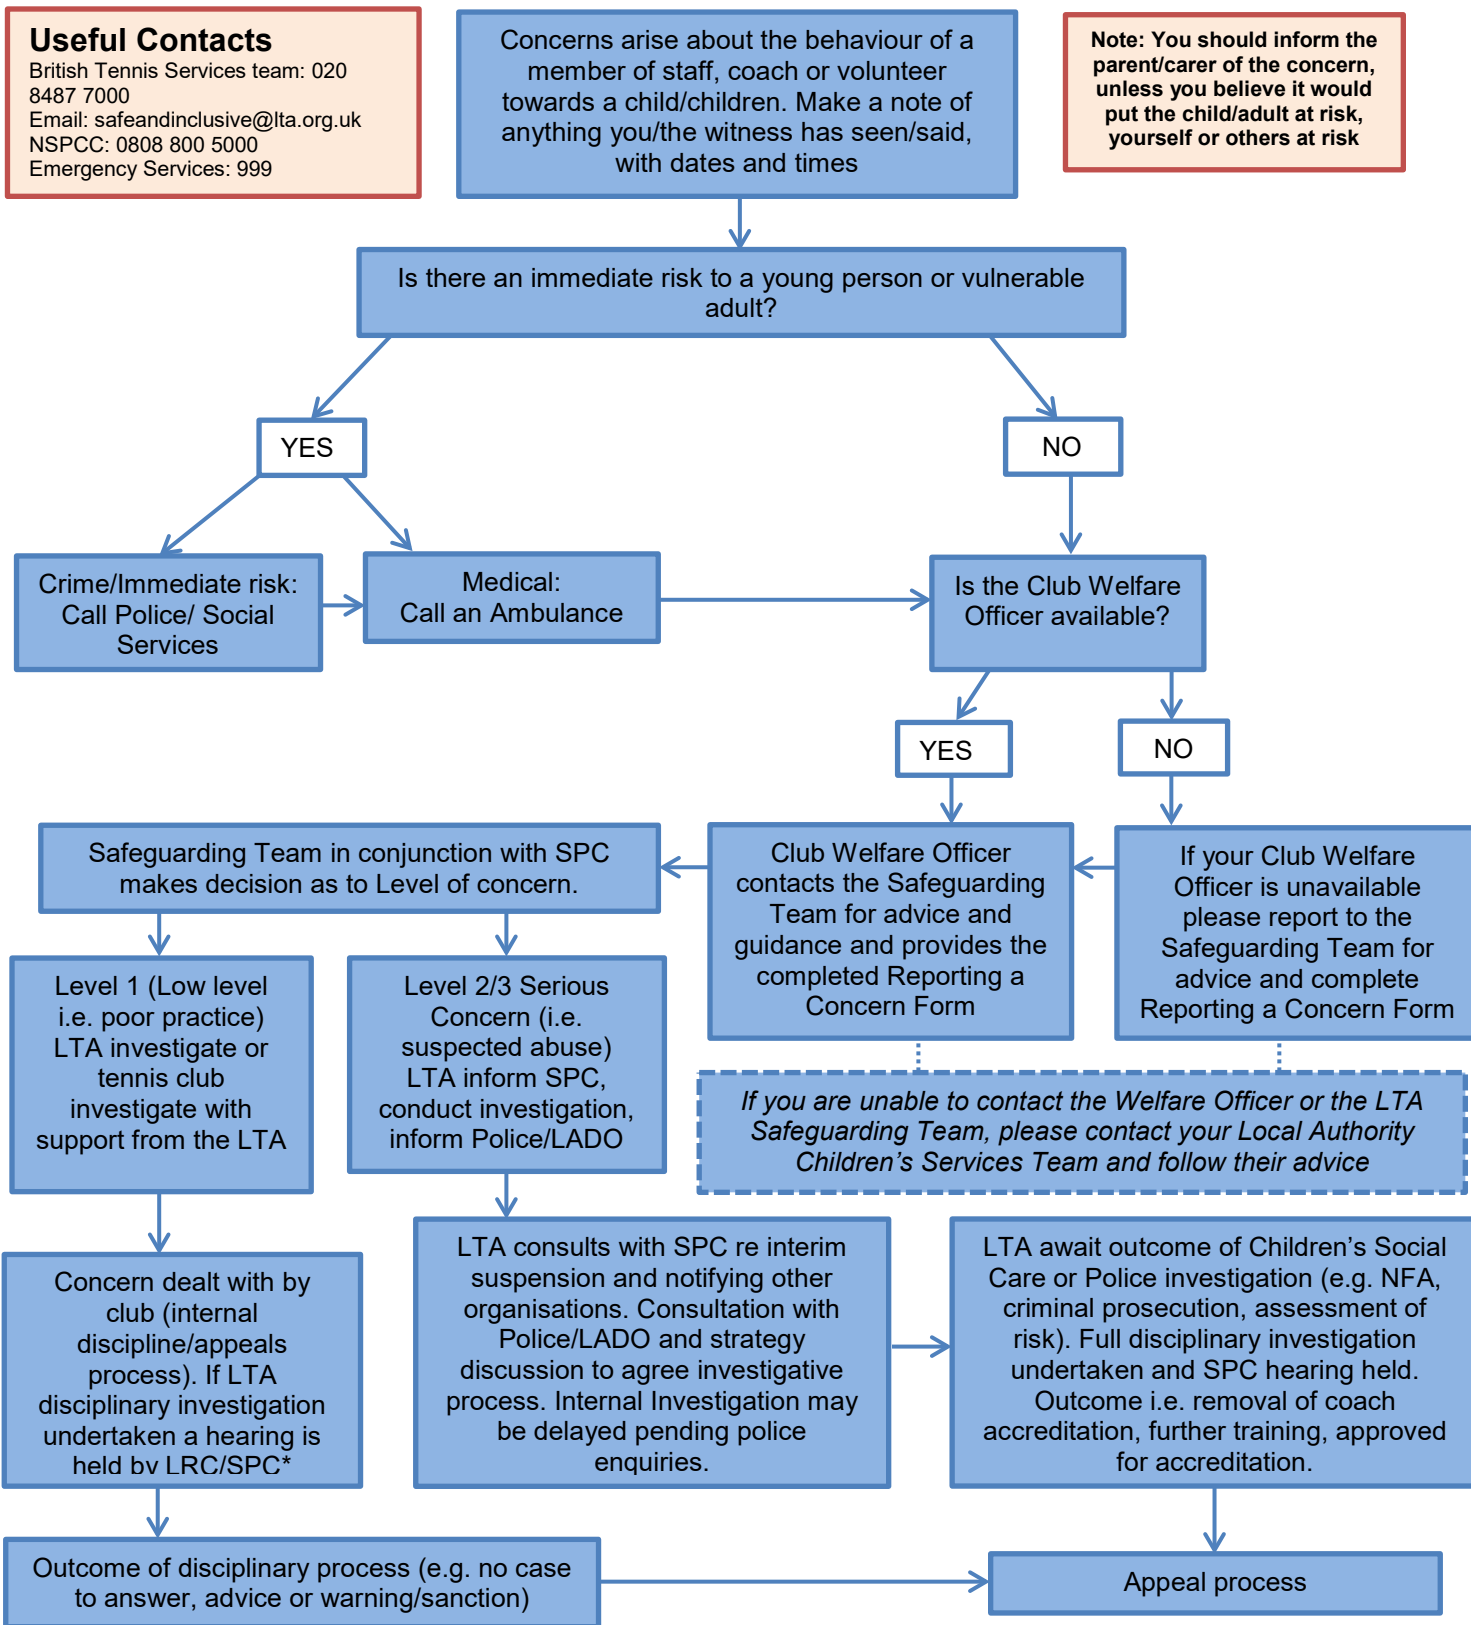 Useful Contacts
British Tennis Services team: 020
8487 7000
Email: safeandinclusive@lta.org.uk
NSPCC: 0808 800 5000
Emergency Services: 999
Concerns arise about the behaviour of a
member of staff, coach or volunteer
towards a child/children. Make a note of
anything you/the witness has seen/said,
with dates and times
Note: You should inform the
parent/carer of the concern,
unless you believe it would
put the child/adult at risk,
yourself or others at risk
Is there an immediate risk to a young person or vulnerable
adult?
YES
NO
Crime/Immediate risk:
Call Police/ Social
Services
Medical:
Call an Ambulance
Is the Club Welfare
Officer available?
YES
NO
Safeguarding Team in conjunction with SPC
makes decision as to Level of concern.
Club Welfare Officer
contacts the Safeguarding
Team for advice and
guidance and provides the
completed Reporting a
Concern Form
If your Club Welfare
Officer is unavailable
please report to the
Safeguarding Team for
advice and complete
Reporting a Concern Form
Level 1 (Low level
i.e. poor practice)
LTA investigate or
tennis club
investigate with
support from the LTA
Level 2/3 Serious
Concern (i.e.
suspected abuse)
LTA inform SPC,
conduct investigation,
inform Police/LADO
If you are unable to contact the Welfare Officer or the LTA
Safeguarding Team, please contact your Local Authority
Children’s Services Team and follow their advice
Concern dealt with by
club (internal
discipline/appeals
process). If LTA
disciplinary investigation
undertaken a hearing is
held by LRC/SPC*
LTA consults with SPC re interim
suspension and notifying other
organisations. Consultation with
Police/LADO and strategy
discussion to agree investigative
process. Internal Investigation may
be delayed pending police
enquiries.
LTA await outcome of Children’s Social
Care or Police investigation (e.g. NFA,
criminal prosecution, assessment of
risk). Full disciplinary investigation
undertaken and SPC hearing held.
Outcome i.e. removal of coach
accreditation, further training, approved
for accreditation.
Outcome of disciplinary process (e.g. no case
to answer, advice or warning/sanction)
Appeal process